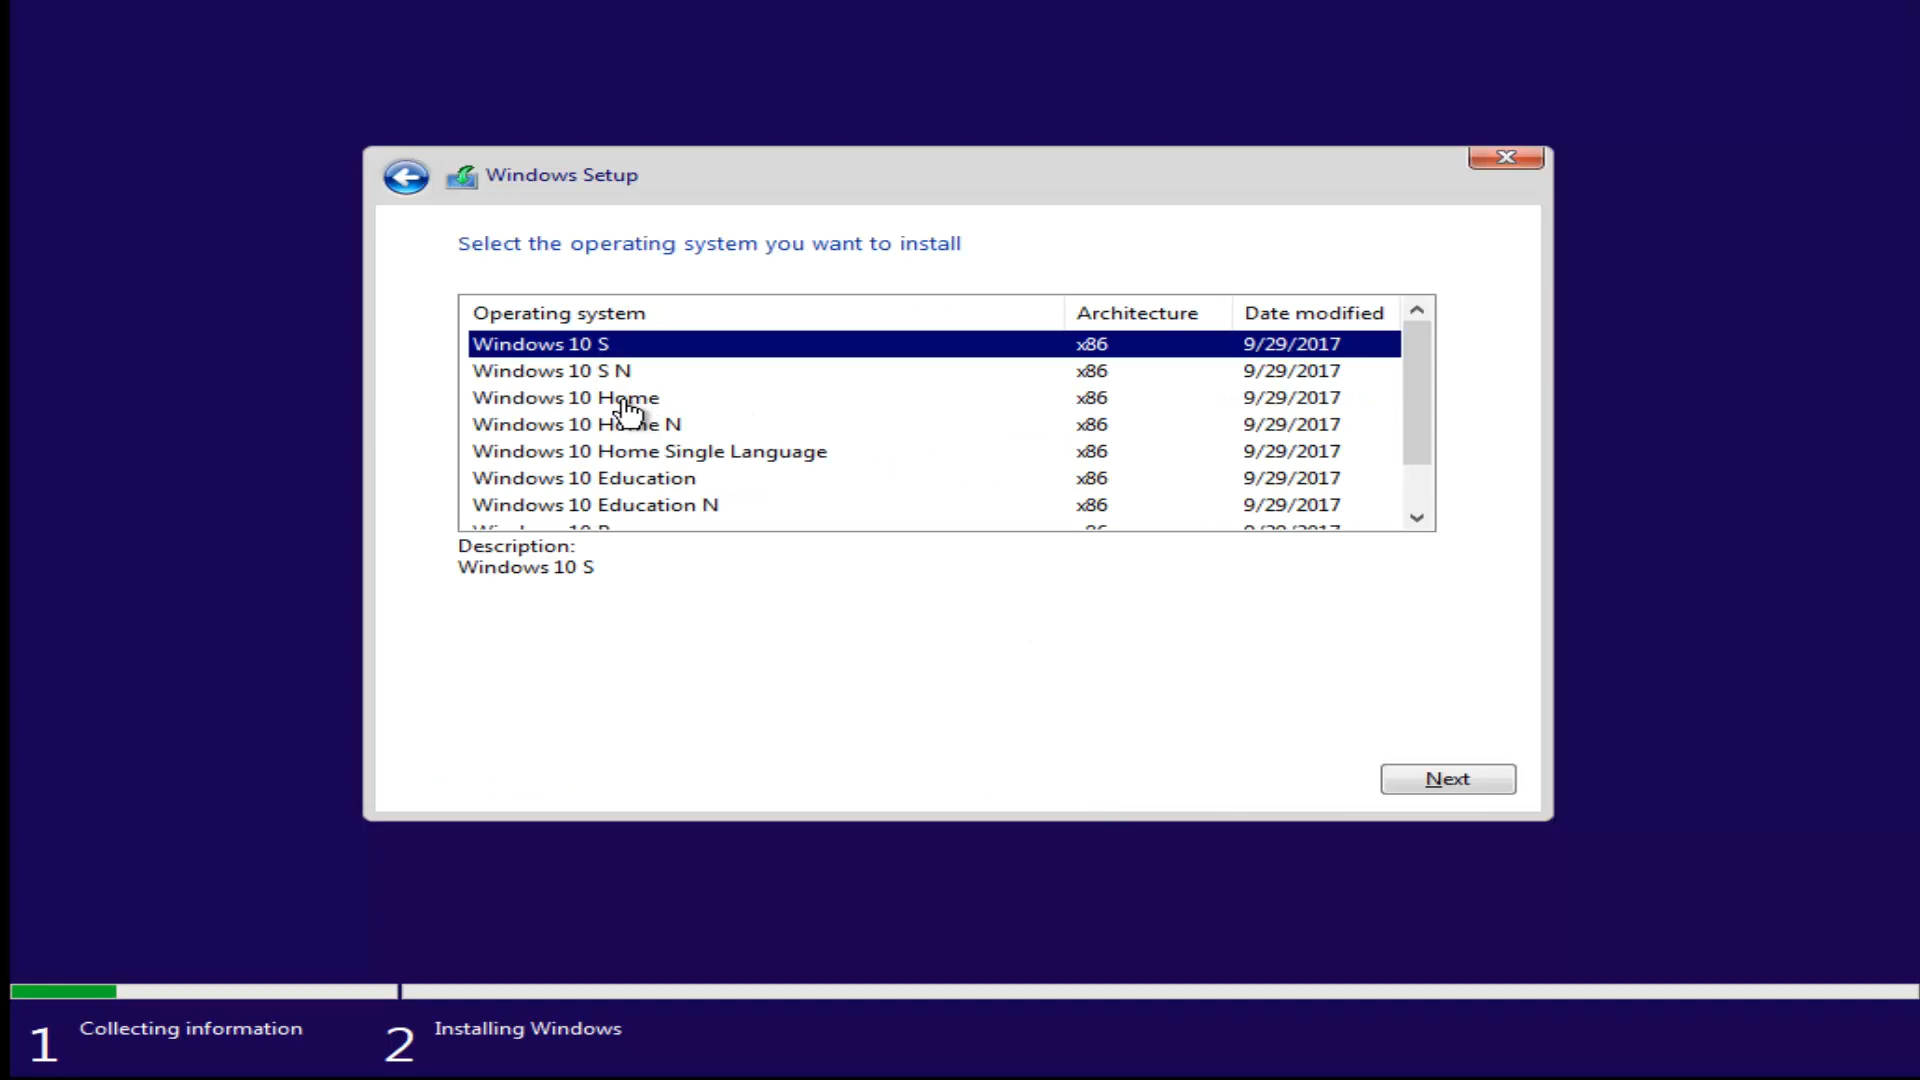 Windows Setup
Select the operating system you want to install
Operating system Architecture Date modified
Windows 10 S x86 9/29/2017
Windows 10 S N x86 9/29/2017
Windows 10 Home x86 9/29/2017
Windows 10 Home N x86 9/29/2017
Windows 10 Home Single Language x86 9/29/2017
Windows 10 Education x86 9/29/2017
Windows 10 Education N x86 9/29/2017
Description:
Windows 10 S
Next
1 Collecting information 2 Installing Windows